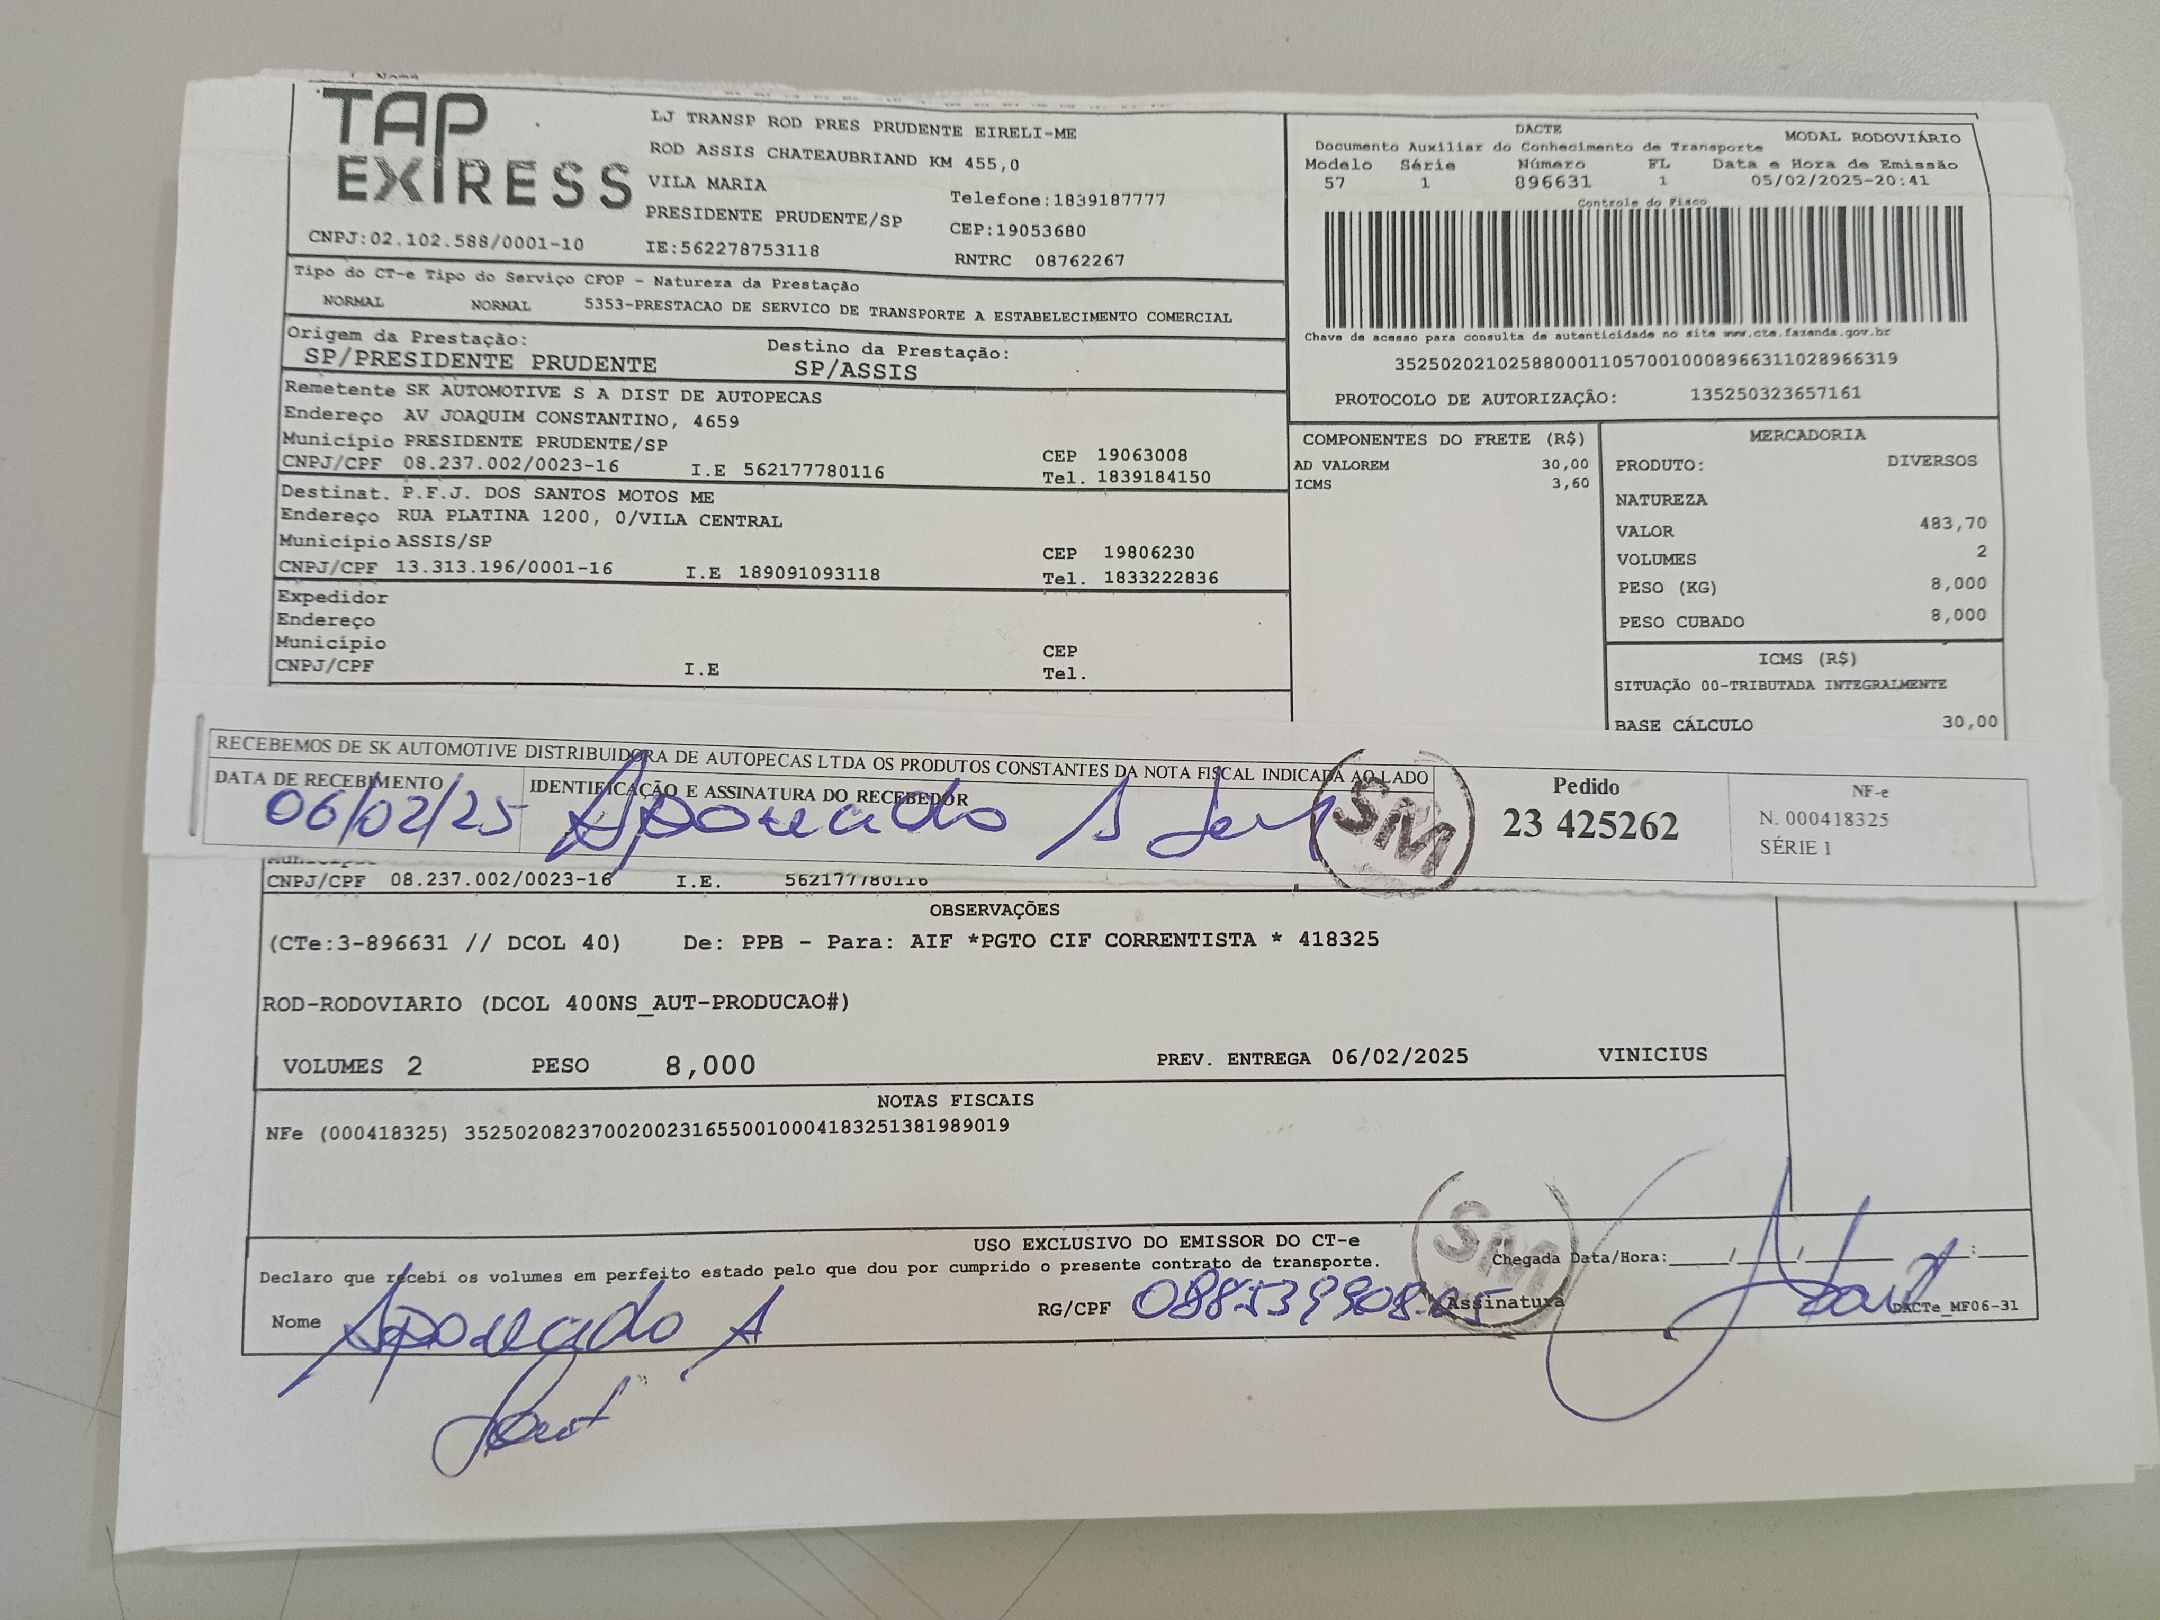 TAP
EXIRESS
CNPJ:02.102.588/0001-10
LJ TRANSP ROD PRES PRUDENTE EIRELI-ME
ROD ASSIS CHATEAUBRIAND KM 455,0
VILA MARIA
Telefone:1839187777
PRESIDENTE PRUDENTE/SP
CEP:19053680
IE:562278753118
RNTRC 08762267
DACTE
MODAL RODOVIÁRIO
Documento Auxiliar do Conhecimento de Transporte
Modelo Série Número FL Data e Hora de Emissão
57 1 896631 1 05/02/2025-20:41
Controle do Fisco
Chave de acesso para consulta de autenticidade no site www.cte.fazenda.gov.br
35250202102588000110570010008966311028966319
PROTOCOLO DE AUTORIZAÇÃO: 135250323657161
Tipo do CT-e Tipo do Serviço CFOP - Natureza da Prestação
NORMAL NORMAL 5353-PRESTACAO DE SERVICO DE TRANSPORTE A ESTABELECIMENTO COMERCIAL
Origem da Prestação: Destino da Prestação:
SP/PRESIDENTE PRUDENTE SP/ASSIS
Remetente SK AUTOMOTIVE S A DIST DE AUTOPECAS
Endereço AV JOAQUIM CONSTANTINO, 4659
Município PRESIDENTE PRUDENTE/SP CEP 19063008
CNPJ/CPF 08.237.002/0023-16 I.E 562177780116 Tel. 1839184150
Destinat. P.F.J. DOS SANTOS MOTOS ME
Endereço RUA PLATINA 1200, 0/VILA CENTRAL
Município ASSIS/SP CEP 19806230
CNPJ/CPF 13.313.196/0001-16 I.E 189091093118 Tel. 1833222836
Expedidor
Endereço
Município CEP
CNPJ/CPF I.E Tel.
COMPONENTES DO FRETE (R$)
AD VALOREM 30,00
ICMS 3,60
MERCADORIA
PRODUTO: DIVERSOS
NATUREZA
VALOR 483,70
VOLUMES 2
PESO (KG) 8,000
PESO CUBADO 8,000
ICMS (R$)
SITUAÇÃO 00-TRIBUTADA INTEGRALMENTE
BASE CÁLCULO 30,00
RECEBEMOS DE SK AUTOMOTIVE DISTRIBUIDORA DE AUTOPECAS LTDA OS PRODUTOS CONSTANTES DA NOTA FISCAL INDICADA AO LADO
DATA DE RECEBIMENTO IDENTIFICAÇÃO E ASSINATURA DO RECEBEDOR
06/02/25
SM
Pedido
23 425262
NF-e
N. 000418325
SÉRIE 1
CNPJ/CPF 08.237.002/0023-16 I.E. 562177780116
OBSERVAÇÕES
(CTe:3-896631 // DCOL 40) De: PPB - Para: AIF *PGTO CIF CORRENTISTA * 418325
ROD-RODOVIARIO (DCOL 400NS_AUT-PRODUCAO#)
VOLUMES 2 PESO 8,000 PREV. ENTREGA 06/02/2025 VINICIUS
NOTAS FISCAIS
NFe (000418325) 35250208237002002316550010004183251381989019
USO EXCLUSIVO DO EMISSOR DO CT-e
Declaro que recebi os volumes em perfeito estado pelo que dou por cumprido o presente contrato de transporte.
SM
Chegada Data/Hora:____/____/______ ____:____
Nome
RG/CPF
Assinatura
DACTe_MF06-31